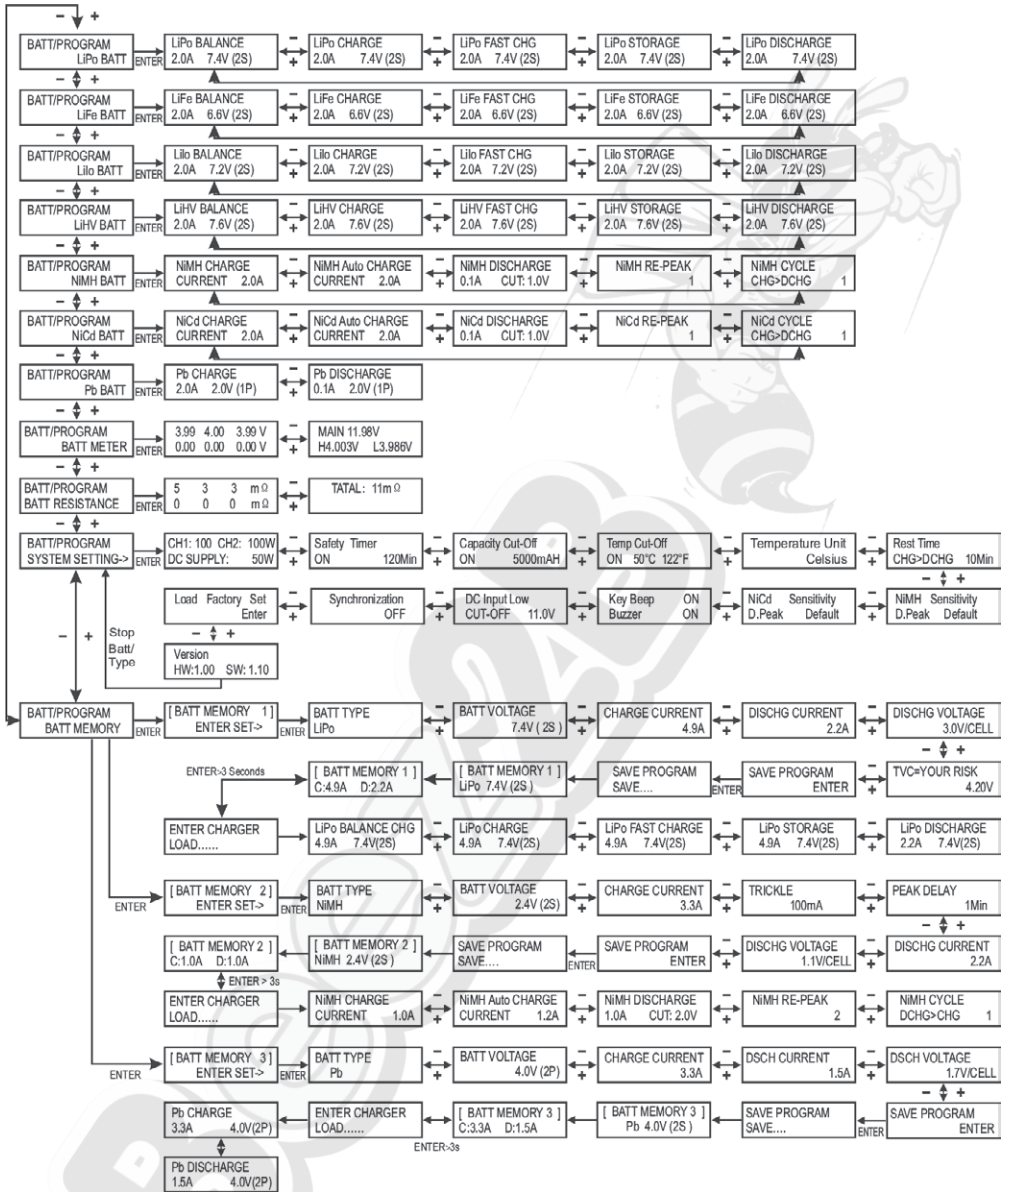 − +
BATT/PROGRAM
LiPo BATT
ENTER
LiPo BALANCE
2.0A 7.4V (2S)
− +
LiPo CHARGE
2.0A 7.4V (2S)
− +
LiPo FAST CHG
2.0A 7.4V (2S)
− +
LiPo STORAGE
2.0A 7.4V (2S)
− +
LiPo DISCHARGE
2.0A 7.4V (2S)
− +
BATT/PROGRAM
LiFe BATT
ENTER
LiFe BALANCE
2.0A 6.6V (2S)
− +
LiFe CHARGE
2.0A 6.6V (2S)
− +
LiFe FAST CHG
2.0A 6.6V (2S)
− +
LiFe STORAGE
2.0A 6.6V (2S)
− +
LiFe DISCHARGE
2.0A 6.6V (2S)
− +
BATT/PROGRAM
LiIo BATT
ENTER
LiIo BALANCE
2.0A 7.2V (2S)
− +
LiIo CHARGE
2.0A 7.2V (2S)
− +
LiIo FAST CHG
2.0A 7.2V (2S)
− +
LiIo STORAGE
2.0A 7.2V (2S)
− +
LiIo DISCHARGE
2.0A 7.2V (2S)
− +
BATT/PROGRAM
LiHV BATT
ENTER
LiHV BALANCE
2.0A 7.6V (2S)
− +
LiHV CHARGE
2.0A 7.6V (2S)
− +
LiHV FAST CHG
2.0A 7.6V (2S)
− +
LiHV STORAGE
2.0A 7.6V (2S)
− +
LiHV DISCHARGE
2.0A 7.6V (2S)
− +
BATT/PROGRAM
NiMH BATT
ENTER
NiMH CHARGE
CURRENT 2.0A
− +
NiMH Auto CHARGE
CURRENT 2.0A
− +
NiMH DISCHARGE
0.1A CUT: 1.0V
− +
NiMH RE-PEAK
1
− +
NiMH CYCLE
CHG>DCHG 1
− +
BATT/PROGRAM
NiCd BATT
ENTER
NiCd CHARGE
CURRENT 2.0A
− +
NiCd Auto CHARGE
CURRENT 2.0A
− +
NiCd DISCHARGE
0.1A CUT: 1.0V
− +
NiCd RE-PEAK
1
− +
NiCd CYCLE
CHG>DCHG 1
− +
BATT/PROGRAM
Pb BATT
ENTER
Pb CHARGE
2.0A 2.0V (1P)
− +
Pb DISCHARGE
0.1A 2.0V (1P)
− +
BATT/PROGRAM
BATT METER
ENTER
3.99 4.00 3.99 V
0.00 0.00 0.00 V
− +
MAIN 11.98V
H4.003V L3.986V
− +
BATT/PROGRAM
BATT RESISTANCE
ENTER
5 3 3 mΩ
0 0 0 mΩ
− +
TATAL: 11mΩ
− +
BATT/PROGRAM
SYSTEM SETTING->
ENTER
CH1: 100 CH2: 100W
DC SUPPLY: 50W
− +
Safety Timer
ON 120Min
− +
Capacity Cut-Off
ON 5000mAH
− +
Temp Cut-Off
ON 50°C 122°F
− +
Temperature Unit
Celsius
− +
Rest Time
CHG>DCHG 10Min
− +
Load Factory Set
Enter
− +
Synchronization
OFF
− +
DC Input Low
CUT-OFF 11.0V
− +
Key Beep ON
Buzzer ON
− +
NiCd Sensitivity
D.Peak Default
− +
NiMH Sensitivity
D.Peak Default
− +
Version
HW:1.00 SW: 1.10
− +
Stop
Batt/
Type
BATT/PROGRAM
BATT MEMORY
ENTER
[ BATT MEMORY 1 ]
ENTER SET->
ENTER
BATT TYPE
LiPo
− +
BATT VOLTAGE
7.4V ( 2S )
− +
CHARGE CURRENT
4.9A
− +
DISCHG CURRENT
2.2A
− +
DISCHG VOLTAGE
3.0V/CELL
− +
ENTER>3 Seconds
[ BATT MEMORY 1 ]
C:4.9A D:2.2A
[ BATT MEMORY 1 ]
LiPo 7.4V (2S )
SAVE PROGRAM
SAVE....
ENTER
SAVE PROGRAM
ENTER
− +
TVC=YOUR RISK
4.20V
ENTER CHARGER
LOAD......
LiPo BALANCE CHG
4.9A 7.4V(2S)
− +
LiPo CHARGE
4.9A 7.4V(2S)
− +
LiPo FAST CHARGE
4.9A 7.4V(2S)
− +
LiPo STORAGE
4.9A 7.4V(2S)
− +
LiPo DISCHARGE
2.2A 7.4V(2S)
ENTER
[ BATT MEMORY 2 ]
ENTER SET->
ENTER
BATT TYPE
NiMH
− +
BATT VOLTAGE
2.4V (2S)
− +
CHARGE CURRENT
3.3A
− +
TRICKLE
100mA
− +
PEAK DELAY
1Min
− +
[ BATT MEMORY 2 ]
C:1.0A D:1.0A
[ BATT MEMORY 2 ]
NiMH 2.4V (2S )
SAVE PROGRAM
SAVE....
ENTER
SAVE PROGRAM
ENTER
− +
DISCHG VOLTAGE
1.1V/CELL
− +
DISCHG CURRENT
2.2A
ENTER > 3s
ENTER CHARGER
LOAD......
NiMH CHARGE
CURRENT 1.0A
− +
NiMH Auto CHARGE
CURRENT 1.2A
− +
NiMH DISCHARGE
1.0A CUT: 2.0V
− +
NiMH RE-PEAK
2
− +
NiMH CYCLE
DCHG>CHG 1
ENTER
[ BATT MEMORY 3 ]
ENTER SET->
ENTER
BATT TYPE
Pb
− +
BATT VOLTAGE
4.0V (2P)
− +
CHARGE CURRENT
3.3A
− +
DSCH CURRENT
1.5A
− +
DSCH VOLTAGE
1.7V/CELL
− +
Pb CHARGE
3.3A 4.0V(2P)
ENTER CHARGER
LOAD......
ENTER>3s
[ BATT MEMORY 3 ]
C:3.3A D:1.5A
[ BATT MEMORY 3 ]
Pb 4.0V (2S )
SAVE PROGRAM
SAVE....
ENTER
SAVE PROGRAM
ENTER
Pb DISCHARGE
1.5A 4.0V(2P)